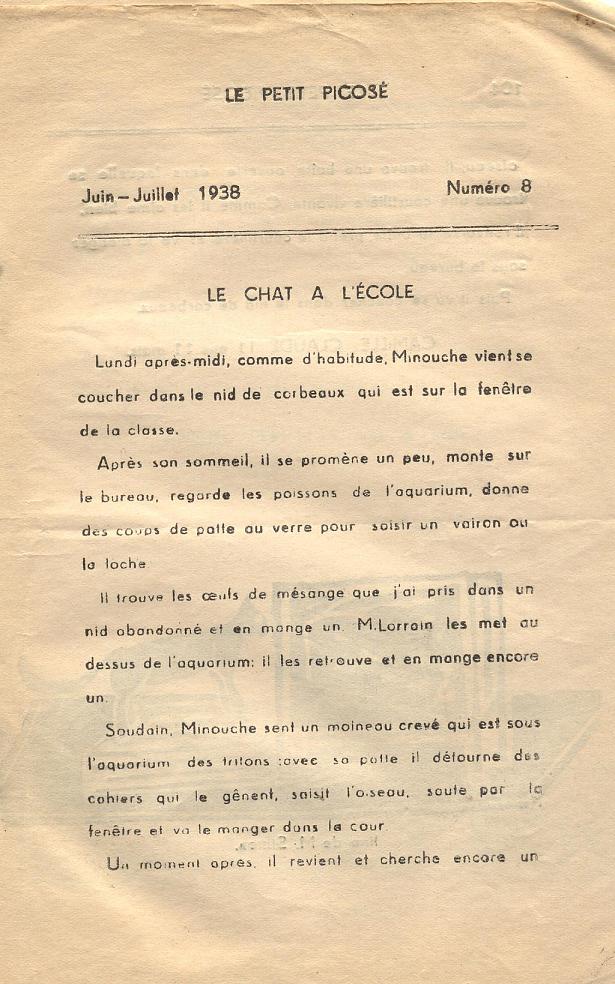 LE PETIT PICOSÉ
Juin – Juillet 1938 Numéro 8
LE CHAT A L'ÉCOLE
Lundi après-midi, comme d'habitude, Minouche vient se
coucher dans le nid de corbeaux qui est sur la fenêtre
de la classe.
Après son sommeil, il se promène un peu, monte sur
le bureau, regarde les poissons de l'aquarium, donne
des coups de patte au verre pour saisir un vairon ou
la loche
Il trouve les œufs de mésange que j'ai pris dans un
nid abandonné et en mange un. M.Lorrain les met au
dessus de l'aquarium: il les retrouve et en mange encore
un.
Soudain, Minouche sent un moineau crevé qui est sous
l'aquarium des tritons :avec sa patte il détourne des
cahiers qui le gênent, saisit l'oiseau, saute par la
fenêtre et va le manger dans la cour.
Un moment après, il revient et cherche encore un